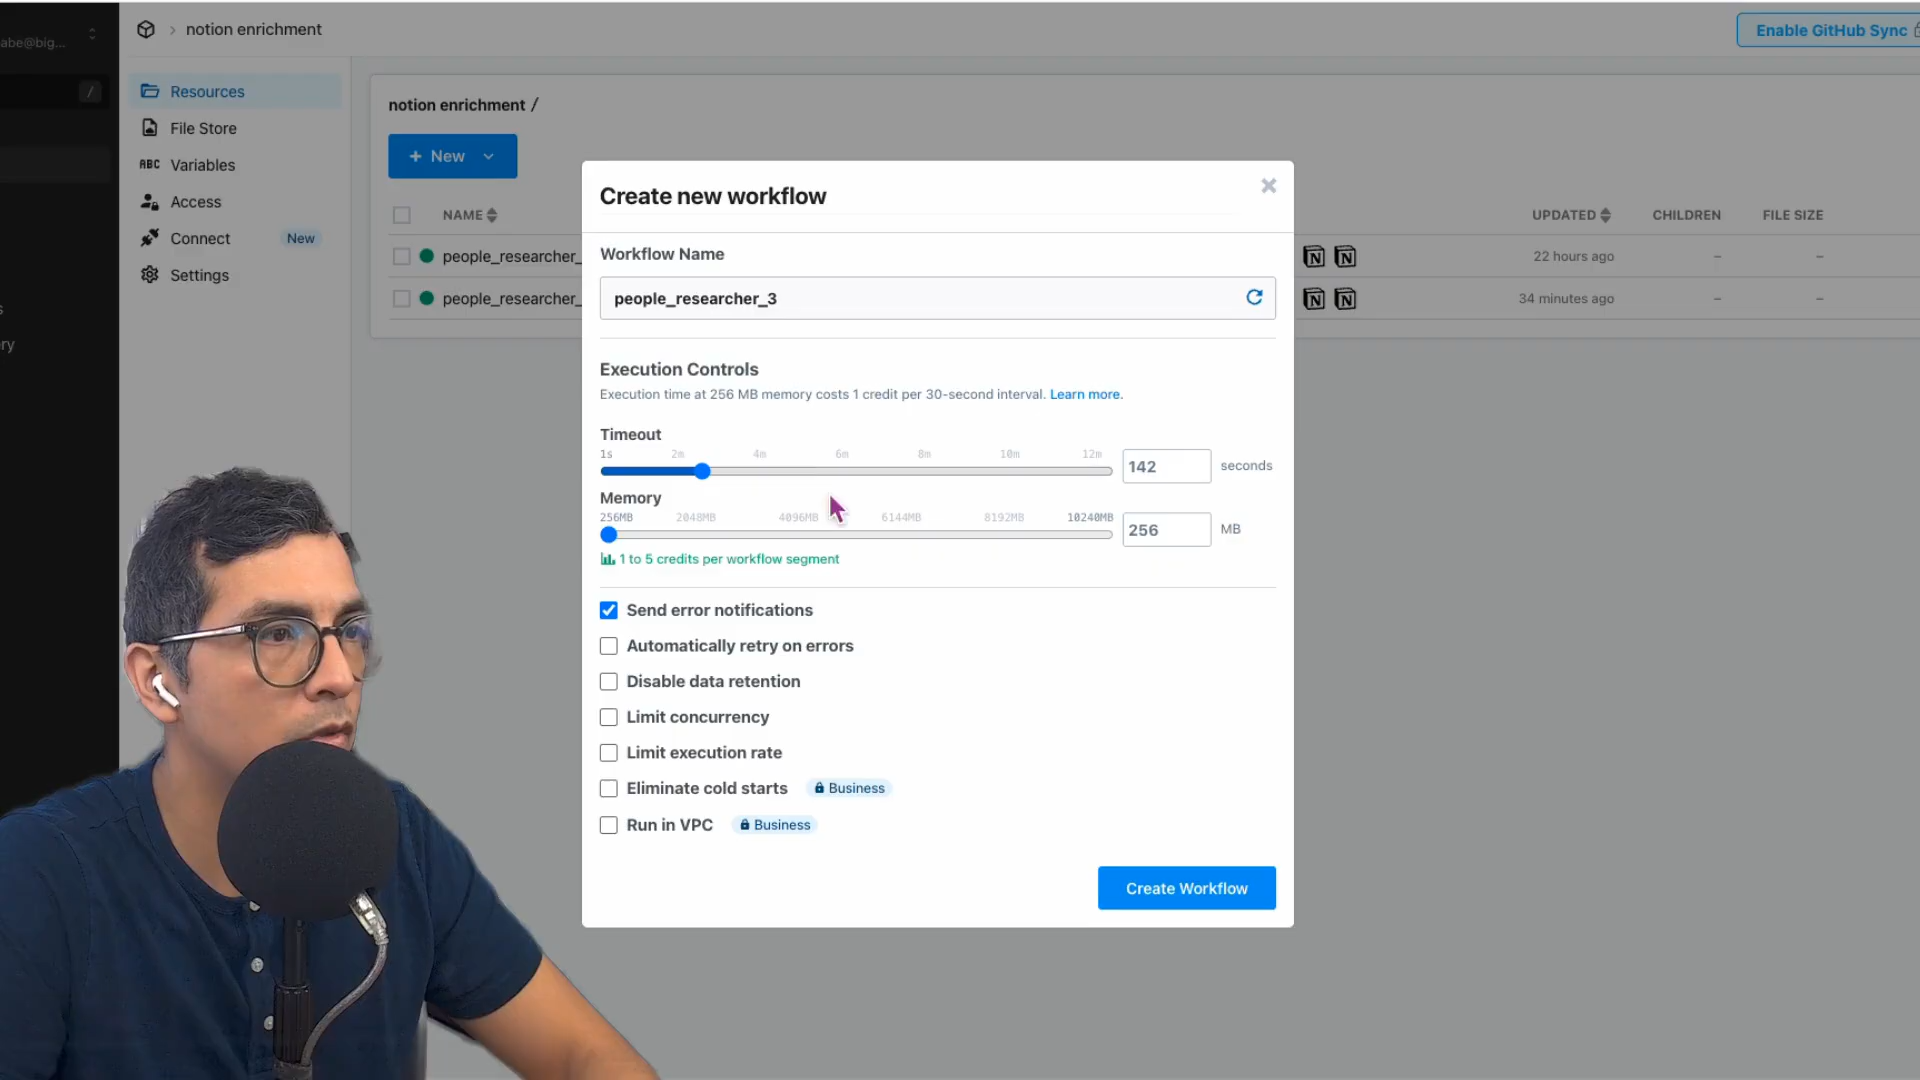 abe@big...
/
notion enrichment
Enable GitHub Sync
Resources
File Store
ABC Variables
Access
Connect New
Settings
notion enrichment /
+ New
NAME UPDATED CHILDREN FILE SIZE
people_researcher_ 22 hours ago – –
people_researcher_ 34 minutes ago – –
Create new workflow
Workflow Name
people_researcher_3
Execution Controls
Execution time at 256 MB memory costs 1 credit per 30-second interval. Learn more.
Timeout
1s 2m 4m 6m 8m 10m 12m
142 seconds
Memory
256MB 2048MB 4096MB 6144MB 8192MB 10240MB
256 MB
1 to 5 credits per workflow segment
Send error notifications
Automatically retry on errors
Disable data retention
Limit concurrency
Limit execution rate
Eliminate cold starts Business
Run in VPC Business
Create Workflow